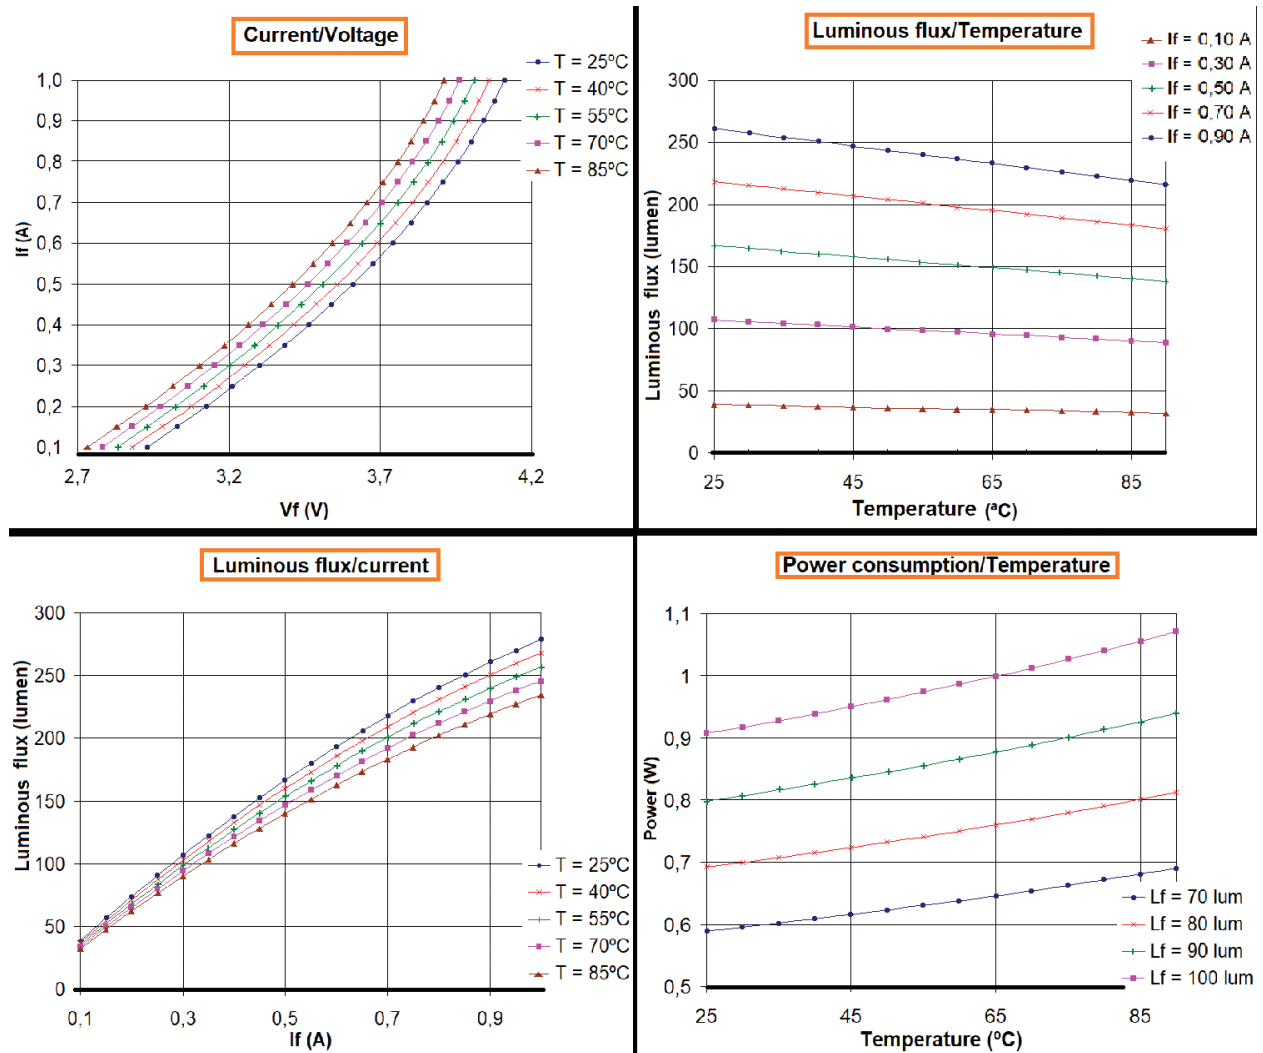 Current/Voltage
T = 25ºC
T = 40ºC
T = 55ºC
T = 70ºC
T = 85ºC
1,0
0,9
0,8
0,7
0,6
0,5
0,4
0,3
0,2
0,1
If (A)
2,7
3,2
3,7
4,2
Vf (V)
Luminous flux/Temperature
If = 0,10 A
If = 0,30 A
If = 0,50 A
If = 0,70 A
If = 0,90 A
300
250
200
150
100
50
0
Luminous flux (lumen)
25
45
65
85
Temperature (ªC)
Luminous flux/current
300
250
200
150
100
50
0
Luminous flux (lumen)
T = 25ºC
T = 40ºC
T = 55ºC
T = 70ºC
T = 85ºC
0,1
0,3
0,5
0,7
0,9
If (A)
Power consumption/Temperature
1,1
1
0,9
0,8
0,7
0,6
0,5
Power (W)
Lf = 70 lum
Lf = 80 lum
Lf = 90 lum
Lf = 100 lum
25
45
65
85
Temperature (ºC)